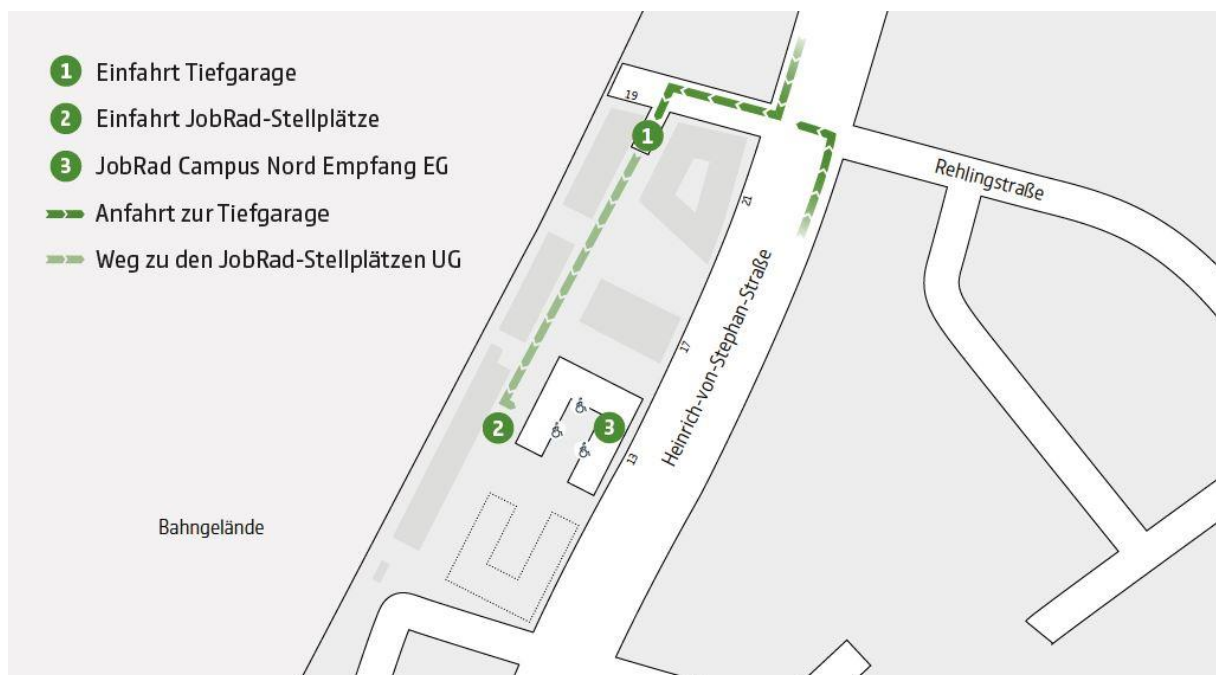 1 Einfahrt Tiefgarage
2 Einfahrt JobRad-Stellplätze
3 JobRad Campus Nord Empfang EG
Anfahrt zur Tiefgarage
Weg zu den JobRad-Stellplätzen UG
19
1
Rehlingstraße
21
Heinrich-von-Stephan-Straße
17
2
3
13
Bahngelände